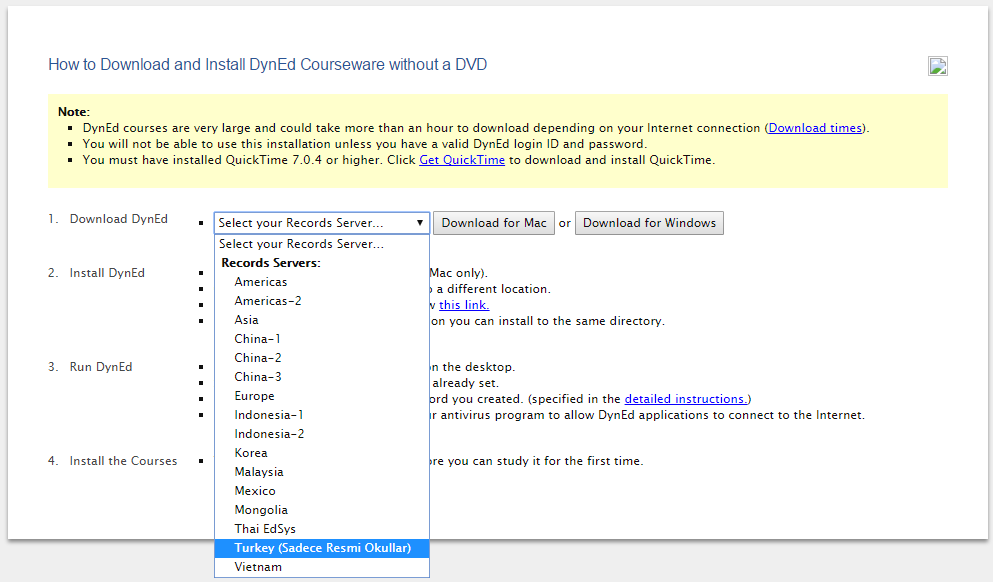 How to Download and Install DynEd Courseware without a DVD
Note:
DynEd courses are very large and could take more than an hour to download depending on your Internet connection (Download times).
You will not be able to use this installation unless you have a valid DynEd login ID and password.
You must have installed QuickTime 7.0.4 or higher. Click Get QuickTime to download and install QuickTime.
1. Download DynEd
Select your Records Server... Download for Mac or Download for Windows
Select your Records Server...
Records Servers:
Americas
Americas-2
Asia
China-1
China-2
China-3
Europe
Indonesia-1
Indonesia-2
Korea
Malaysia
Mexico
Mongolia
Thai EdSys
Turkey (Sadece Resmi Okullar)
Vietnam
2. Install DynEd
Mac only).
a different location.
this link.
on you can install to the same directory.
3. Run DynEd
on the desktop.
already set.
ord you created. (specified in the detailed instructions.)
r antivirus program to allow DynEd applications to connect to the Internet.
4. Install the Courses
ore you can study it for the first time.